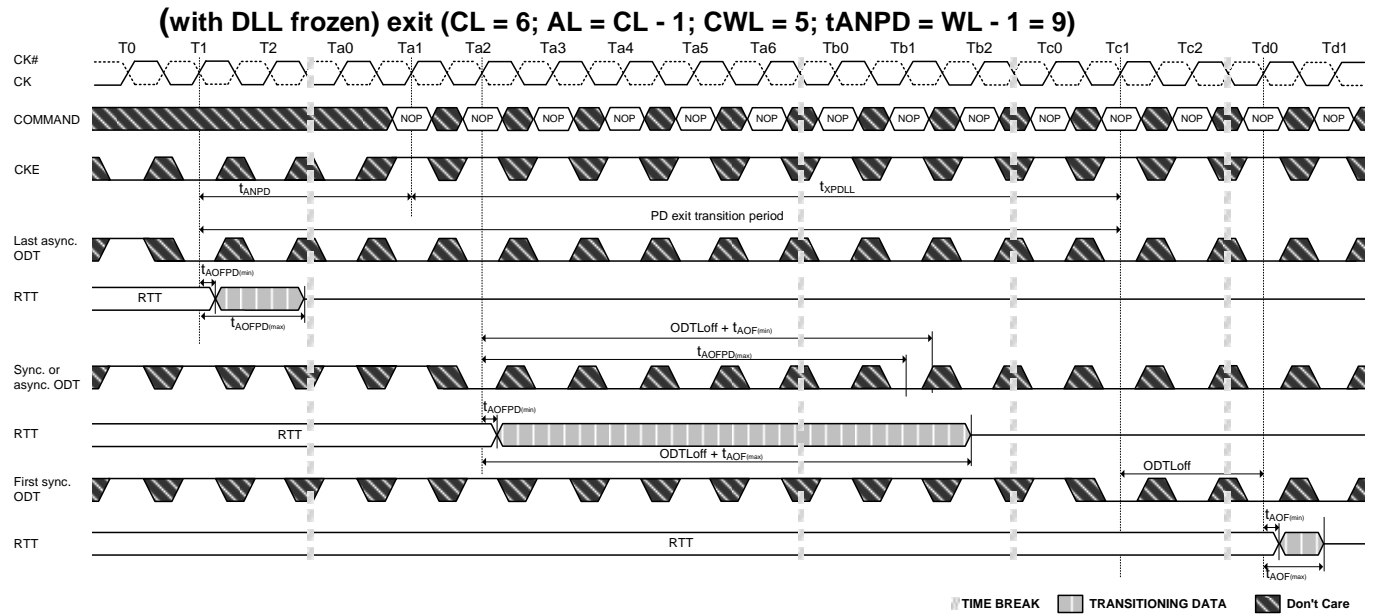 (with DLL frozen) exit (CL = 6; AL = CL - 1; CWL = 5; tANPD = WL - 1 = 9)
T0 T1 T2 Ta0 Ta1 Ta2 Ta3 Ta4 Ta5 Ta6 Tb0 Tb1 Tb2 Tc0 Tc1 Tc2 Td0 Td1
CK#
CK
COMMAND NOP NOP NOP NOP NOP NOP NOP NOP NOP NOP NOP NOP NOP NOP
CKE
tANPD tXPDLL
PD exit transition period
Last async.
ODT
tAOFPD(min)
RTT RTT
tAOFPD(max)
ODTLoff + tAOF(min)
tAOFPD(max)
Sync. or
async. ODT
tAOFPD(min)
RTT RTT
ODTLoff + tAOF(max)
ODTLoff
First sync.
ODT
tAOF(min)
RTT RTT
tAOF(max)
TIME BREAK TRANSITIONING DATA Don't Care